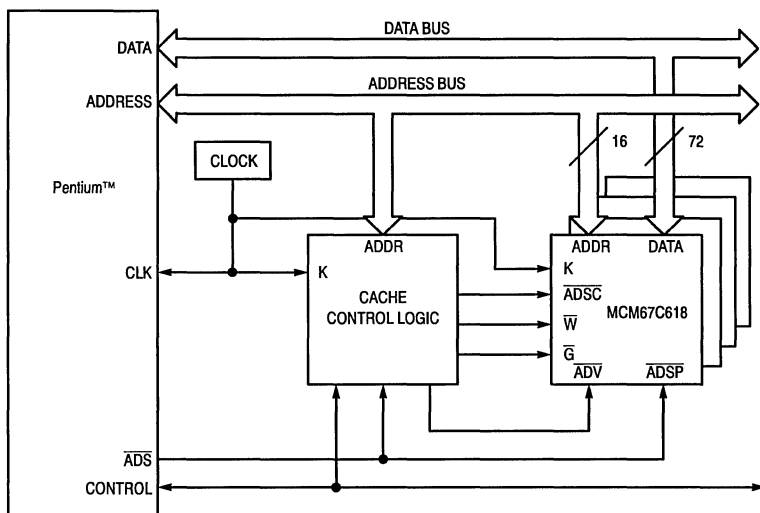 DATA BUS
DATA
ADDRESS BUS
ADDRESS
16
72
CLOCK
Pentium™
ADDR
ADDR
DATA
CLK
K
K
CACHE
CONTROL LOGIC
ADSC
MCM67C618
W
G
ADV
ADSP
ADS
CONTROL